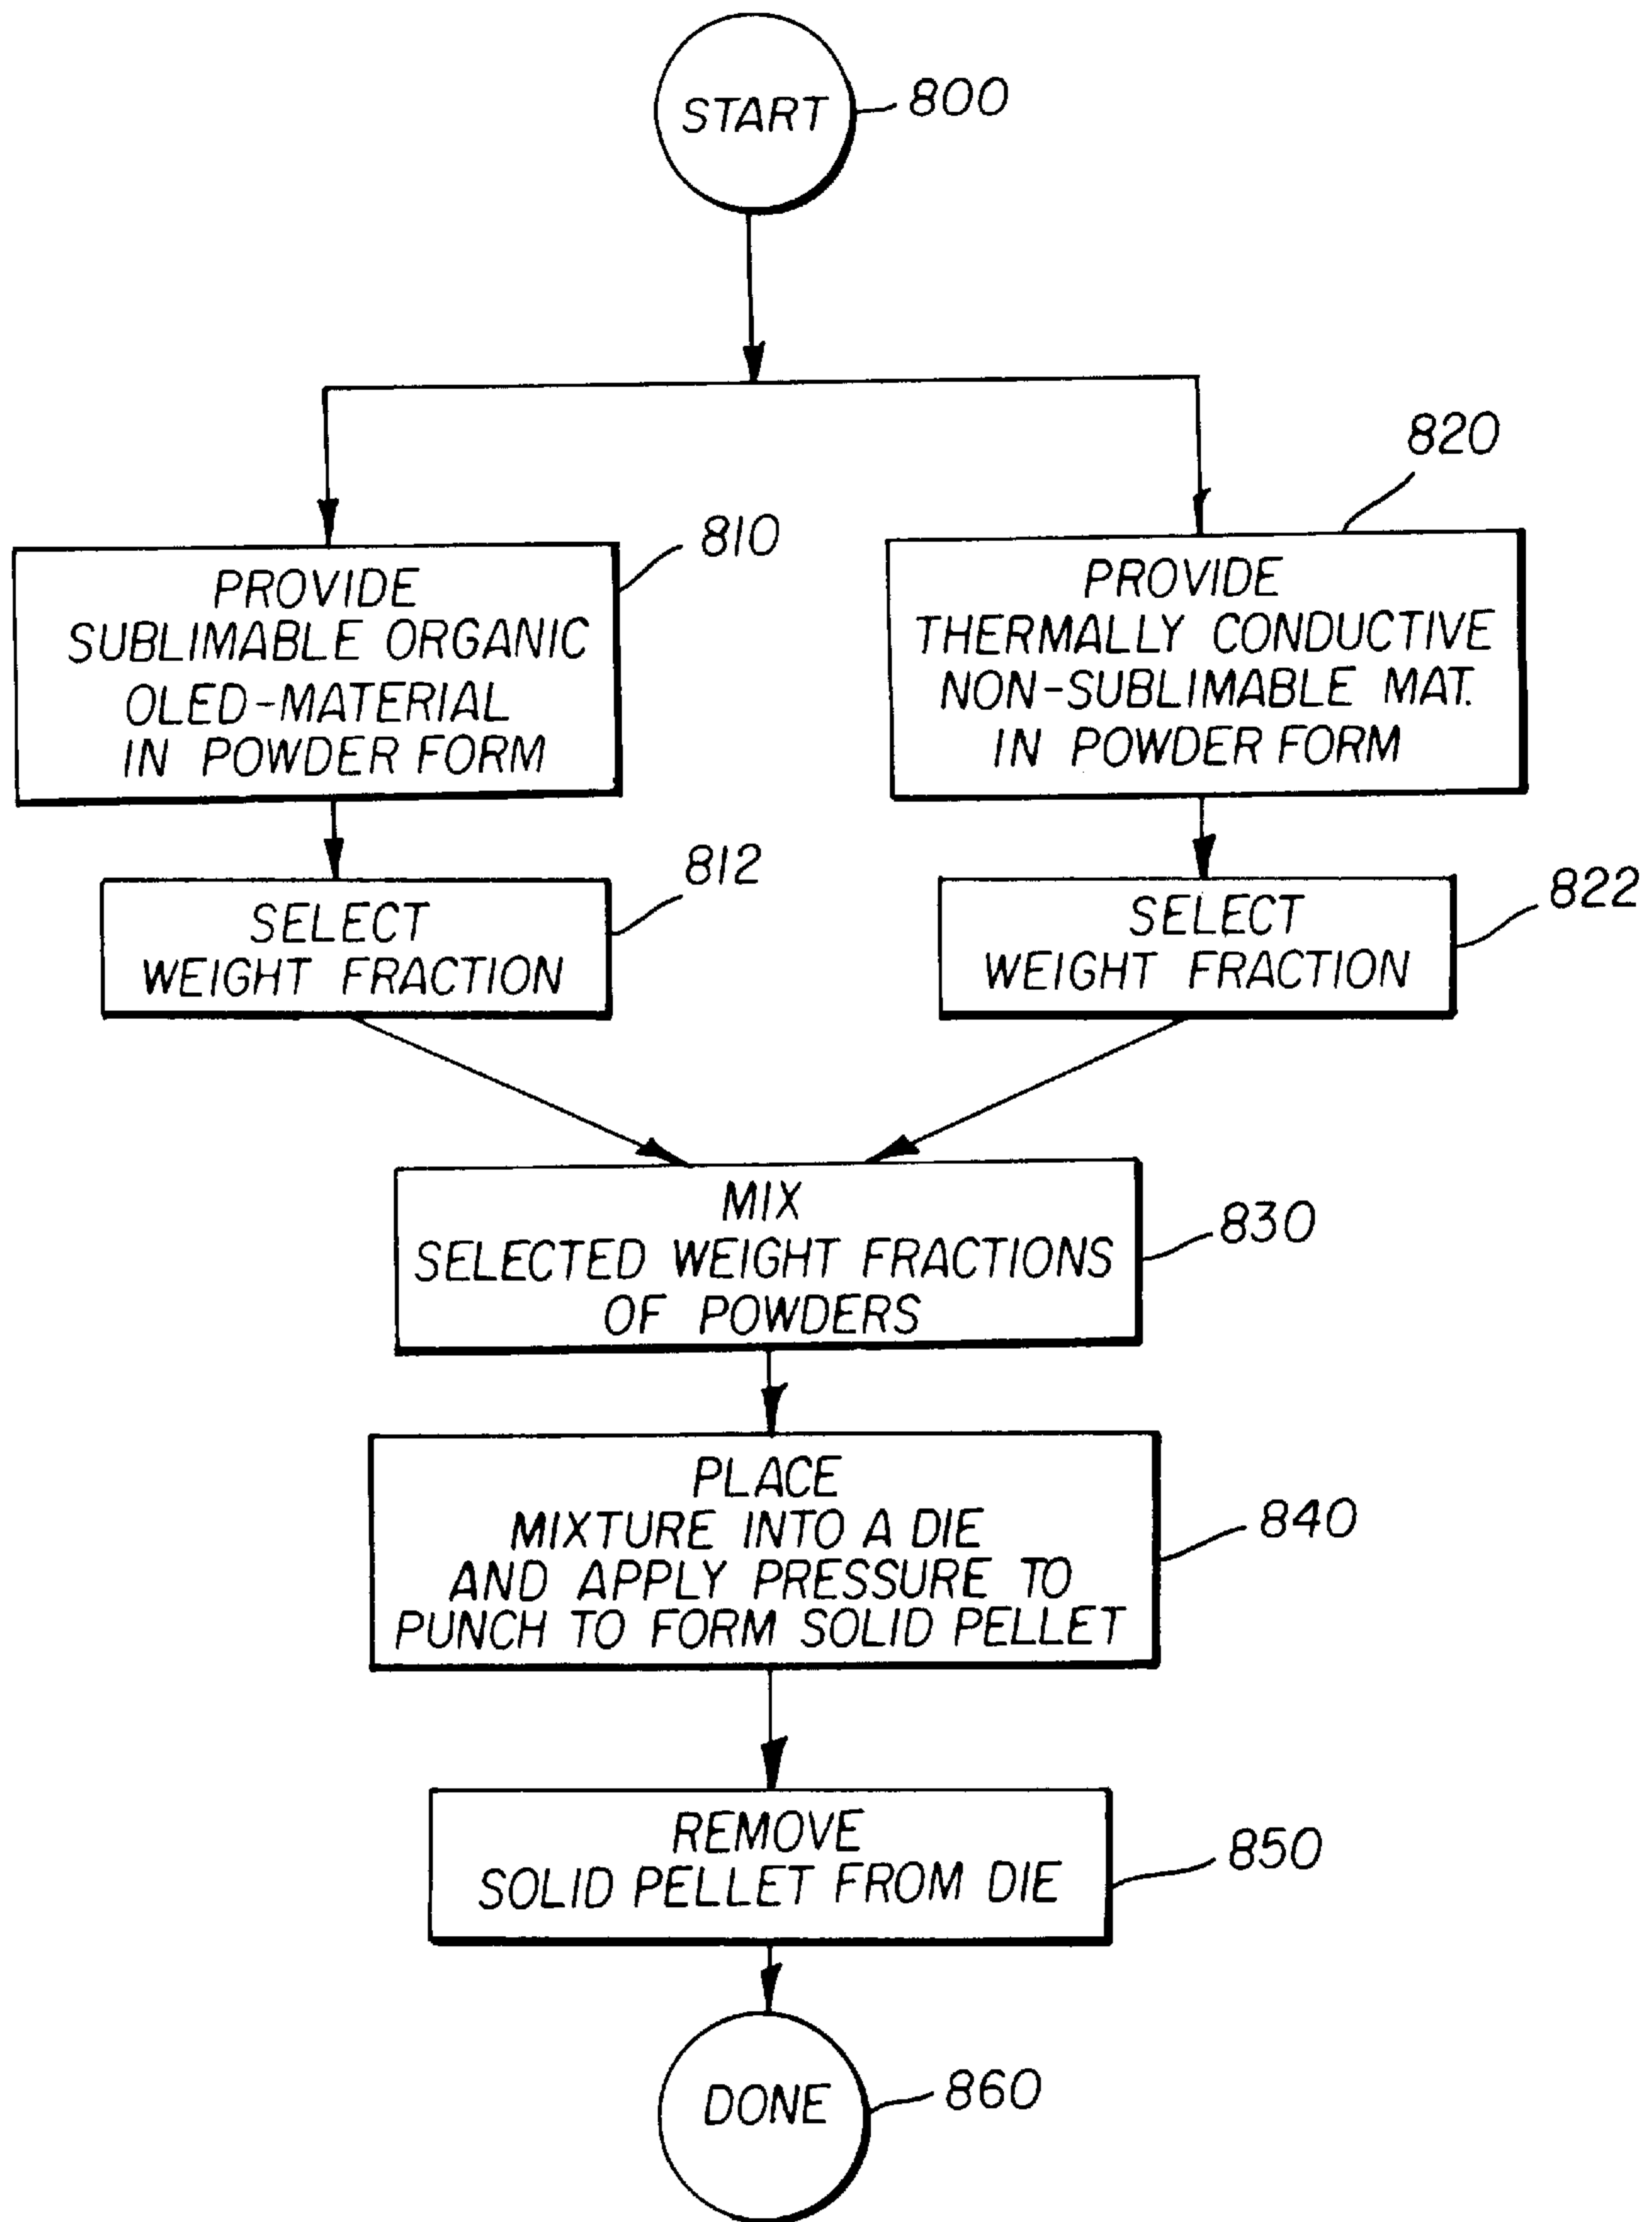 START
800
810
PROVIDE
SUBLIMABLE ORGANIC
OLED-MATERIAL
IN POWDER FORM
820
PROVIDE
THERMALLY CONDUCTIVE
NON-SUBLIMABLE MAT.
IN POWDER FORM
812
SELECT
WEIGHT FRACTION
822
SELECT
WEIGHT FRACTION
MIX
SELECTED WEIGHT FRACTIONS
OF POWDERS
830
PLACE
MIXTURE INTO A DIE
AND APPLY PRESSURE TO
PUNCH TO FORM SOLID PELLET
840
REMOVE
SOLID PELLET FROM DIE
850
DONE
860